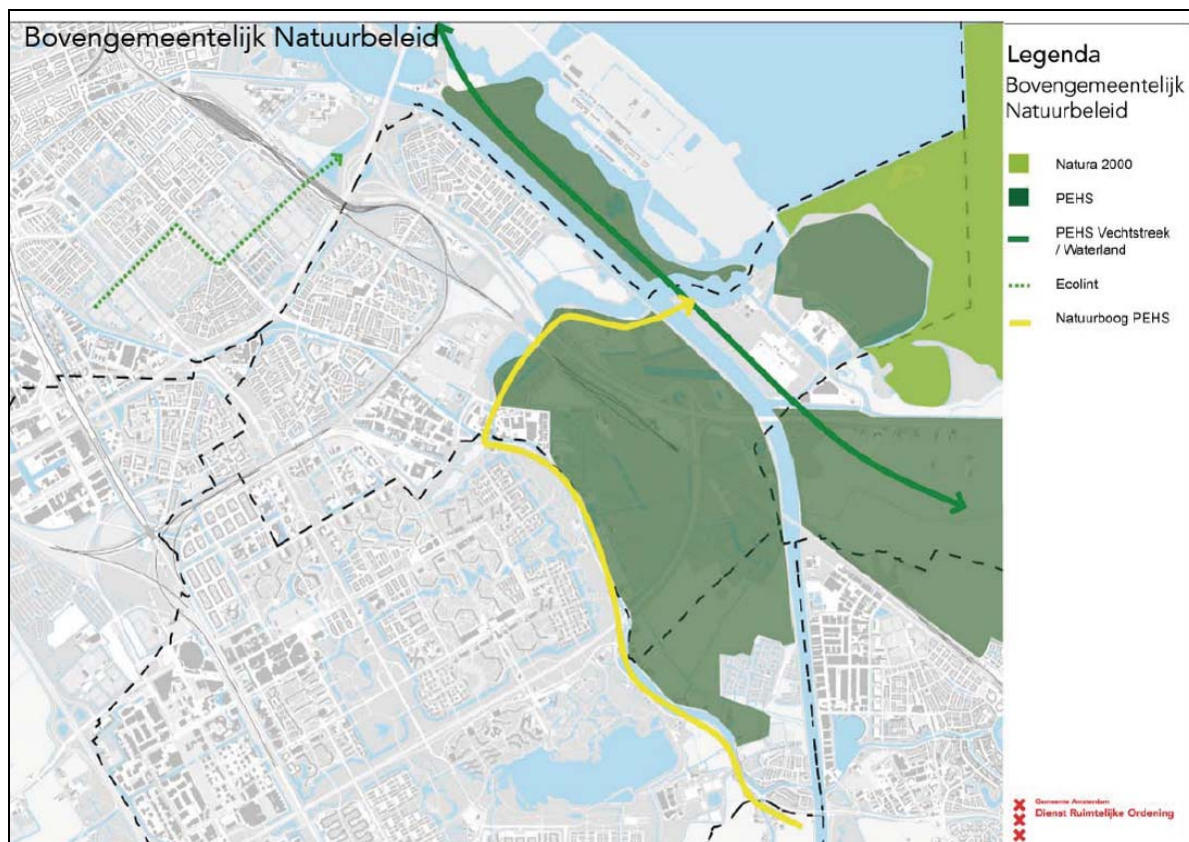 Bovengemeentelijk Natuurbeleid
Legenda
Bovengemeentelijk
Natuurbeleid
Natura 2000
PEHS
PEHS Vechtstreek
/ Waterland
Ecolint
Natuurboog PEHS
Gemeente Amsterdam
Dienst Ruimtelijke Ordening